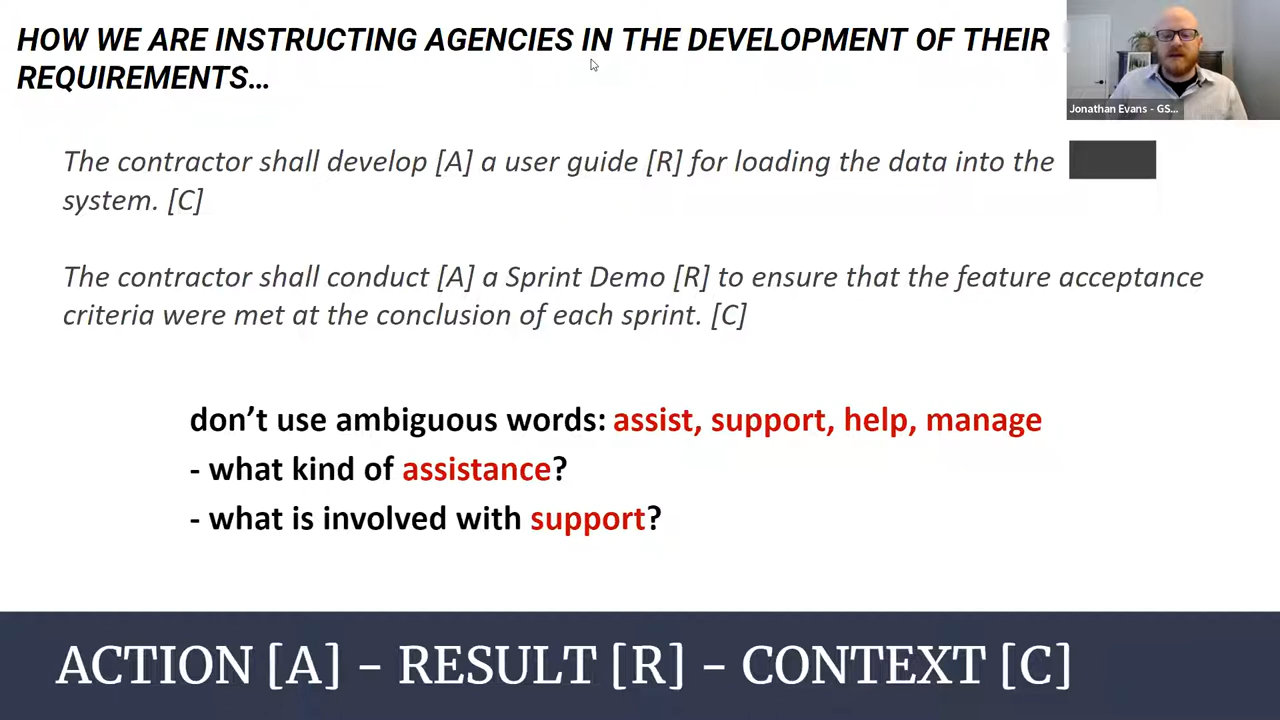 HOW WE ARE INSTRUCTING AGENCIES IN THE DEVELOPMENT OF THEIR
REQUIREMENTS…
Jonathan Evans - GS...
The contractor shall develop [A] a user guide [R] for loading the data into the
system. [C]
The contractor shall conduct [A] a Sprint Demo [R] to ensure that the feature acceptance
criteria were met at the conclusion of each sprint. [C]
don’t use ambiguous words: assist, support, help, manage
- what kind of assistance?
- what is involved with support?
ACTION [A] – RESULT [R] – CONTEXT [C]